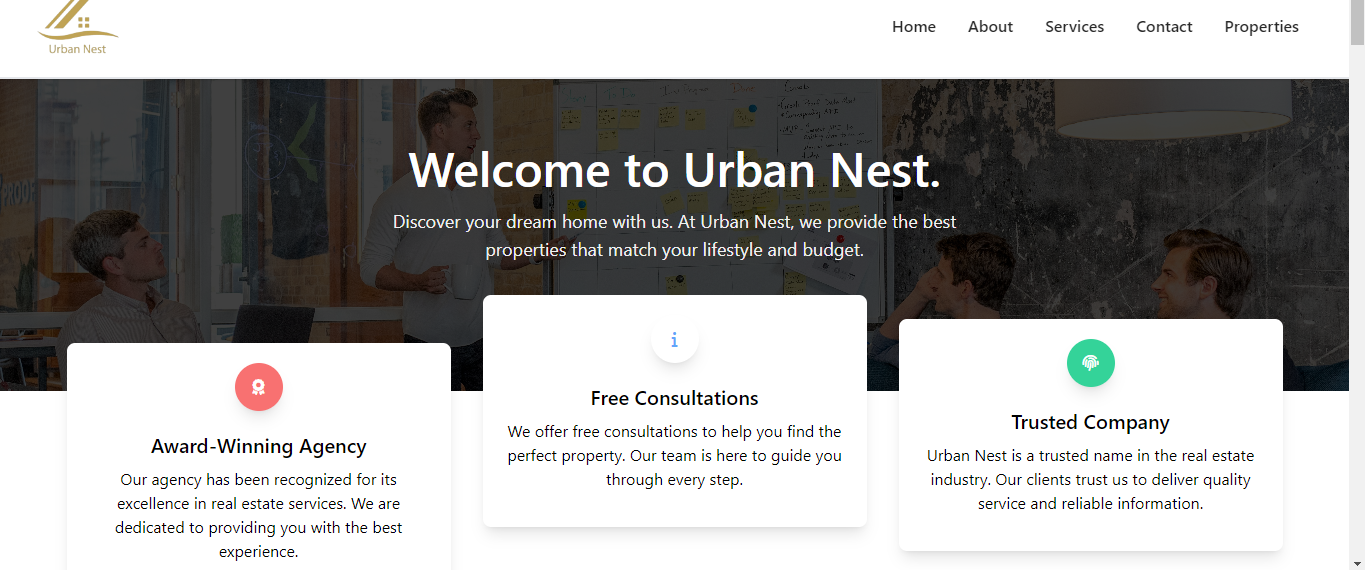 Urban Nest
Home About Services Contact Properties
PROOF
Welcome to Urban Nest.
Discover your dream home with us. At Urban Nest, we provide the best
properties that match your lifestyle and budget.
Award-Winning Agency
Our agency has been recognized for its
excellence in real estate services. We are
dedicated to providing you with the best
experience.
Free Consultations
We offer free consultations to help you find the
perfect property. Our team is here to guide you
through every step.
Trusted Company
Urban Nest is a trusted name in the real estate
industry. Our clients trust us to deliver quality
service and reliable information.